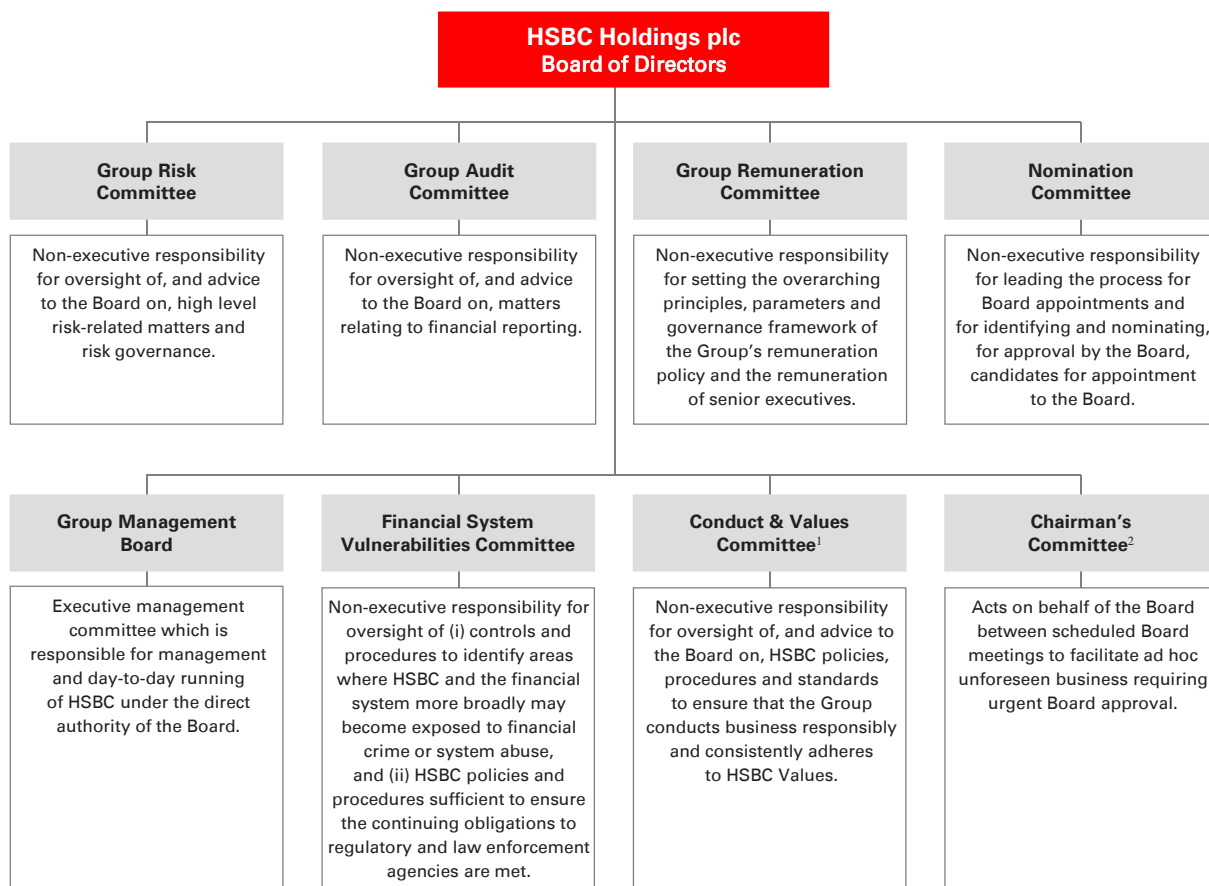 HSBC Holdings plc
Board of Directors
Group Risk
Committee
Non-executive responsibility
for oversight of, and advice
to the Board on, high level
risk-related matters and
risk governance.
Group Audit
Committee
Non-executive responsibility
for oversight of, and advice
to the Board on, matters
relating to financial reporting.
Group Remuneration
Committee
Non-executive responsibility
for setting the overarching
principles, parameters and
governance framework of
the Group's remuneration
policy and the remuneration
of senior executives.
Nomination
Committee
Non-executive responsibility
for leading the process for
Board appointments and
for identifying and nominating,
for approval by the Board,
candidates for appointment
to the Board.
Group Management
Board
Executive management
committee which is
responsible for management
and day-to-day running
of HSBC under the direct
authority of the Board.
Financial System
Vulnerabilities Committee
Non-executive responsibility for
oversight of (i) controls and
procedures to identify areas
where HSBC and the financial
system more broadly may
become exposed to financial
crime or system abuse,
and (ii) HSBC policies and
procedures sufficient to ensure
the continuing obligations to
regulatory and law enforcement
agencies are met.
Conduct & Values
Committee¹
Non-executive responsibility
for oversight of, and advice to
the Board on, HSBC policies,
procedures and standards
to ensure that the Group
conducts business responsibly
and consistently adheres
to HSBC Values.
Chairman's
Committee²
Acts on behalf of the Board
between scheduled Board
meetings to facilitate ad hoc
unforeseen business requiring
urgent Board approval.